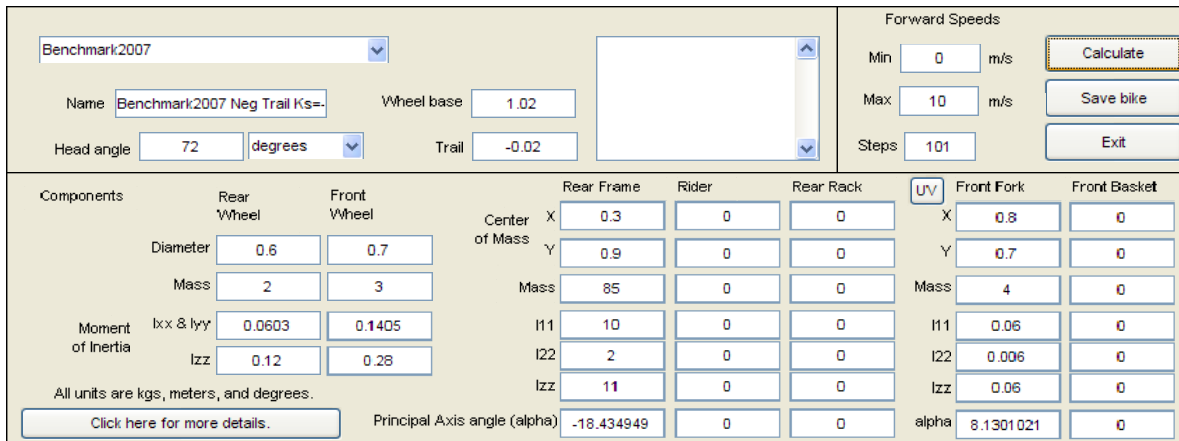 Forward Speeds
Benchmark2007
Min 0 m/s Calculate
Name Benchmark2007 Neg Trail Ks=- Wheel base 1.02
Max 10 m/s Save bike
Head angle 72 degrees Trail -0.02
Steps 101 Exit
Components Rear Wheel Front Wheel
Center of Mass
Rear Frame Rider Rear Rack UV Front Fork Front Basket
X 0.3 0 0 X 0.8 0
Diameter 0.6 0.7 Y 0.9 0 0 Y 0.7 0
Mass 2 3 Mass 85 0 0 Mass 4 0
Moment of Inertia
Ixx & Iyy 0.0603 0.1405 I11 10 0 0 I11 0.06 0
Izz 0.12 0.28 I22 2 0 0 I22 0.006 0
Izz 11 0 0 Izz 0.06 0
All units are kgs, meters, and degrees.
Click here for more details. Principal Axis angle (alpha) -18.434949 0 0 alpha 8.1301021 0